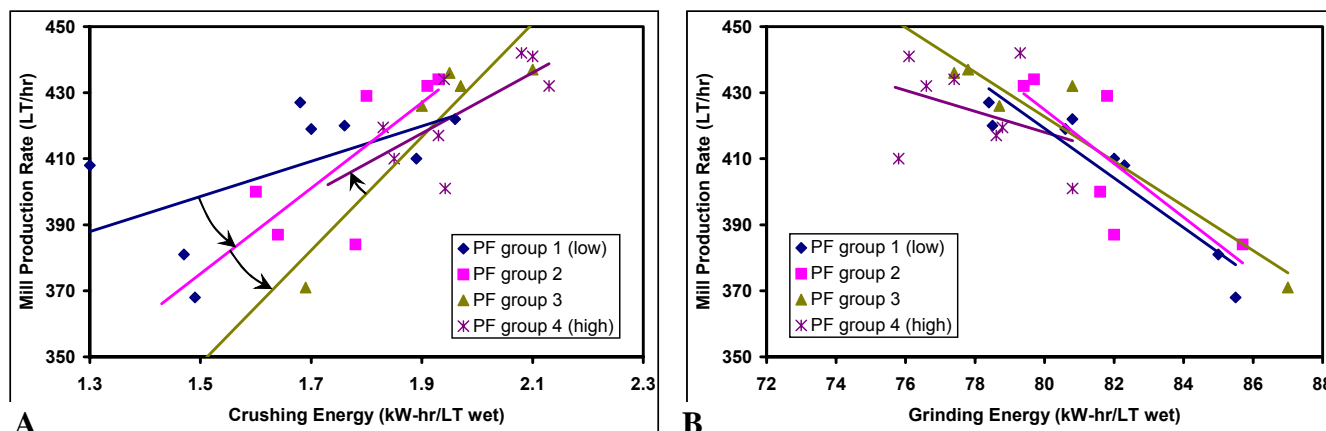 450
430
410
390
370
350
Mill Production Rate (LT/hr)
PF group 1 (low)
PF group 2
PF group 3
PF group 4 (high)
1.3 1.5 1.7 1.9 2.1 2.3
Crushing Energy (kW-hr/LT wet)
A
450
430
410
390
370
350
Mill Production Rate (LT/hr)
PF group 1 (low)
PF group 2
PF group 3
PF group 4 (high)
72 74 76 78 80 82 84 86 88
Grinding Energy (kW-hr/LT wet)
B